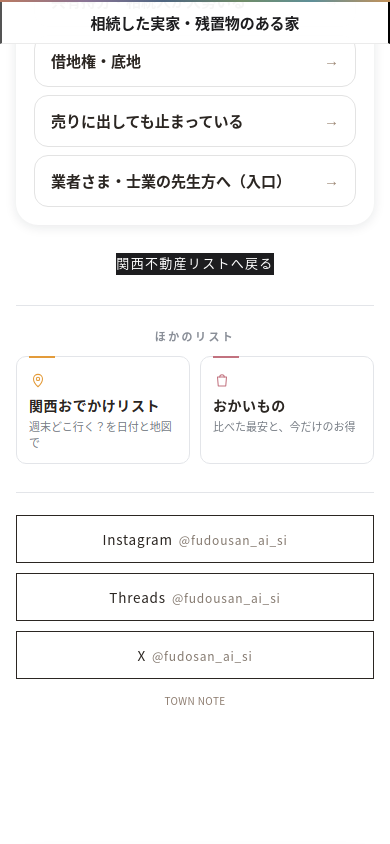 相続した実家・残置物のある家
借地権・底地 →
売りに出しても止まっている →
業者さま・士業の先生方へ（入口） →
関西不動産リストへ戻る
ほかのリスト
関西おでかけリスト
週末どこ行く？を日付と地図
で
おかいもの
比べた最安と、今だけのお得
Instagram @fudousan_ai_si
Threads @fudousan_ai_si
X @fudosan_ai_si
TOWN NOTE